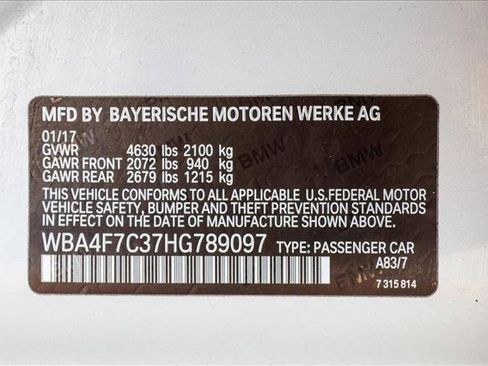 MFD BY BAYERISCHE MOTOREN WERKE AG
01/17
GVWR 4630 lbs 2100 kg
GAWR FRONT 2072 lbs 940 kg
GAWR REAR 2679 lbs 1215 kg
THIS VEHICLE CONFORMS TO ALL APPLICABLE U.S.FEDERAL MOTOR
VEHICLE SAFETY, BUMPER, AND THEFT PREVENTION STANDARDS
IN EFFECT ON THE DATE OF MANUFACTURE SHOWN ABOVE.
WBA4F7C37HG789097 TYPE: PASSENGER CAR
A83/7
7 315 814